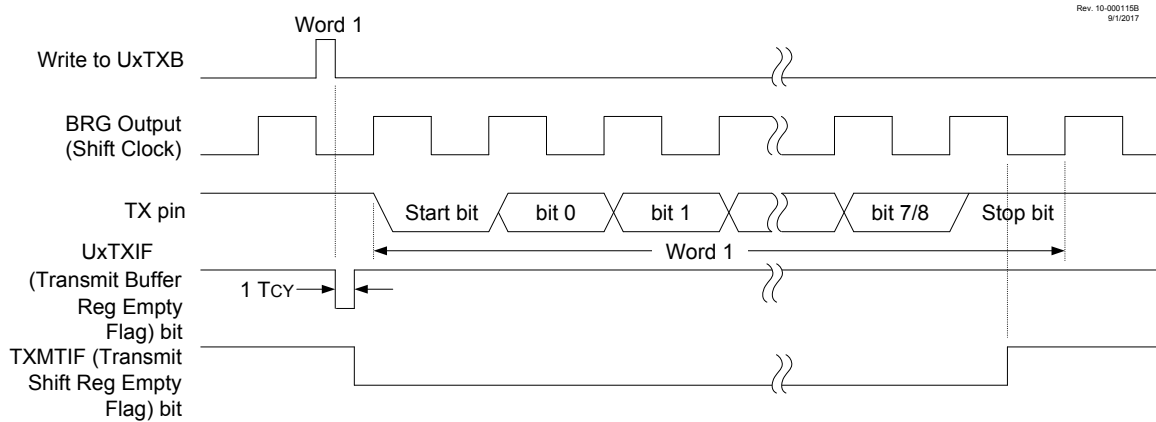 Rev. 10-000115B
9/1/2017
Word 1
Write to UxTXB
BRG Output
(Shift Clock)
TX pin
Start bit
bit 0
bit 1
bit 7/8
Stop bit
Word 1
UxTXIF
(Transmit Buffer
Reg Empty
Flag) bit
1 TCY
TXMTIF (Transmit
Shift Reg Empty
Flag) bit